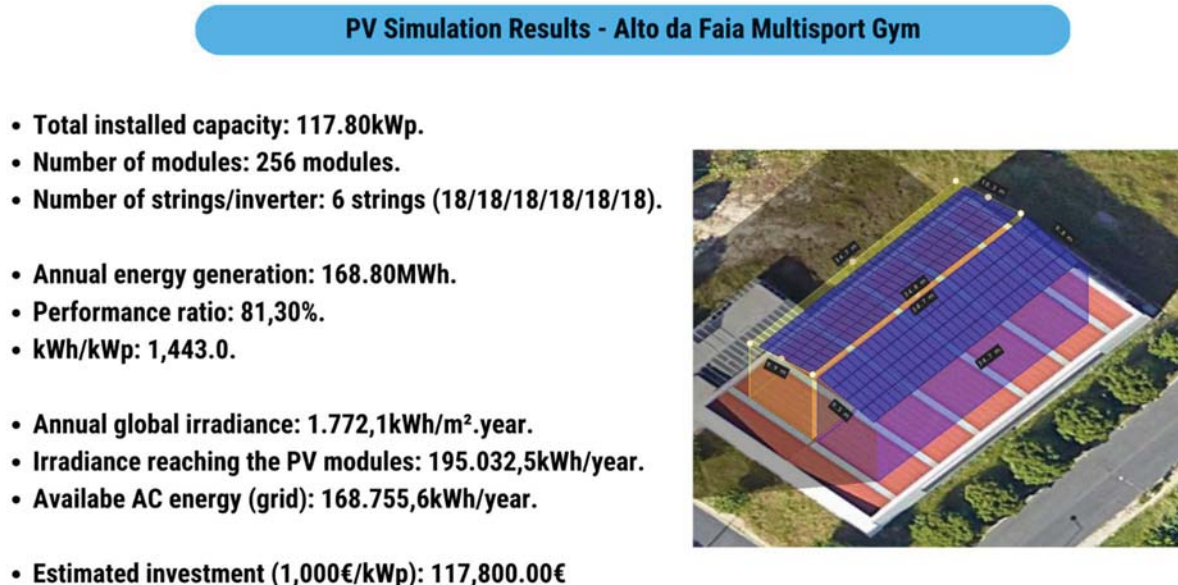 PV Simulation Results - Alto da Faia Multisport Gym
• Total installed capacity: 117.80kWp.
• Number of modules: 256 modules.
• Number of strings/inverter: 6 strings (18/18/18/18/18/18).
• Annual energy generation: 168.80MWh.
• Performance ratio: 81,30%.
• kWh/kWp: 1,443.0.
• Annual global irradiance: 1.772,1kWh/m².year.
• Irradiance reaching the PV modules: 195.032,5kWh/year.
• Availabe AC energy (grid): 168.755,6kWh/year.
• Estimated investment (1,000€/kWp): 117,800.00€